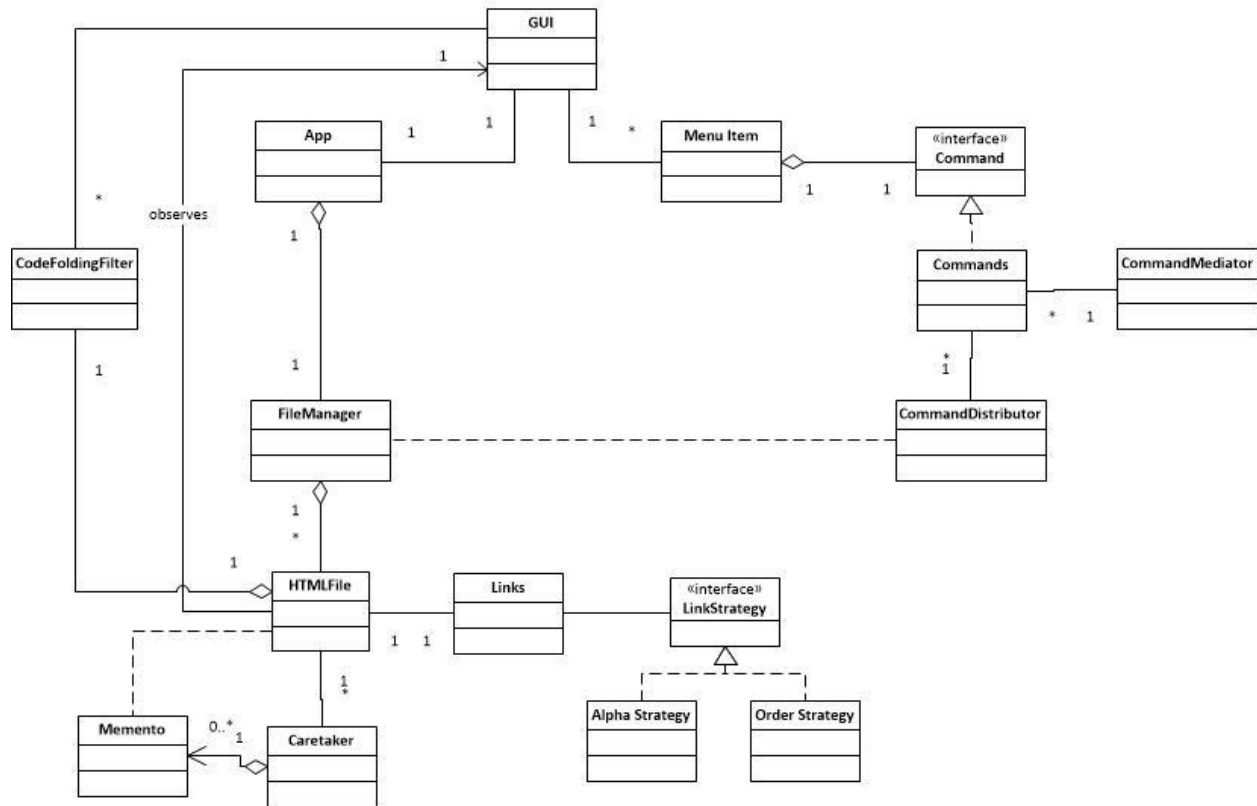 GUI
1
App
1
1
1
*
Menu Item
«interface»
Command
1
1
*
observes
1
CodeFoldingFilter
Commands
CommandMediator
*
1
1
1
*
1
FileManager
CommandDistributor
1
*
1
HTMLFile
Links
«interface»
LinkStrategy
1
1
1
*
Memento
0..*
1
Caretaker
Alpha Strategy
Order Strategy